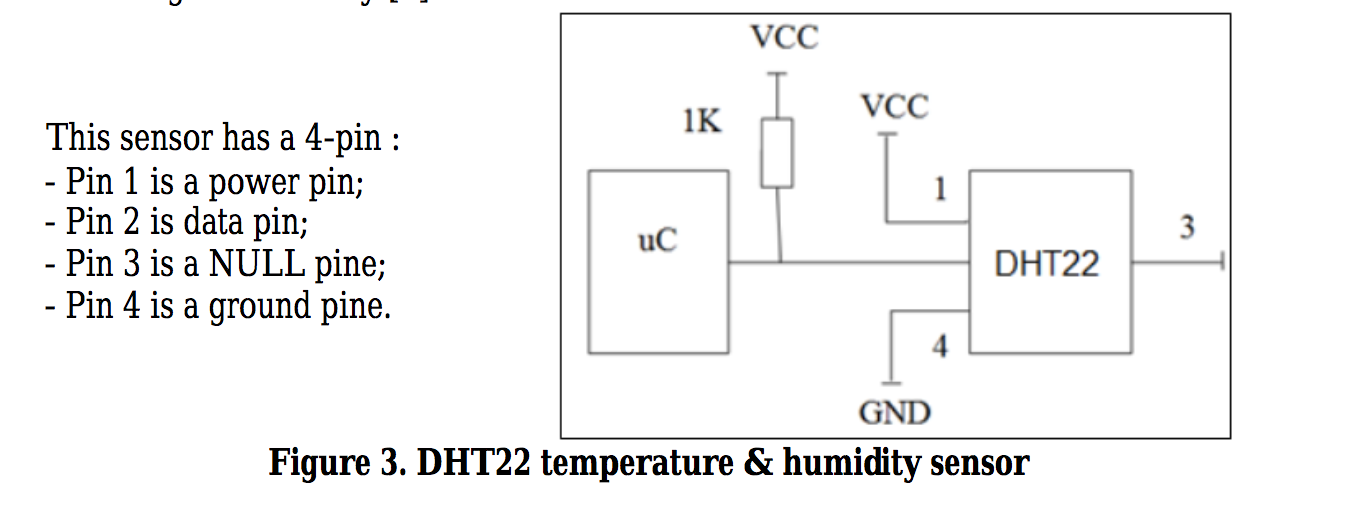 This sensor has a 4-pin :
- Pin 1 is a power pin;
- Pin 2 is data pin;
- Pin 3 is a NULL pine;
- Pin 4 is a ground pine.
VCC
1K
VCC
1
uC
3
DHT22
4
GND
Figure 3. DHT22 temperature & humidity sensor